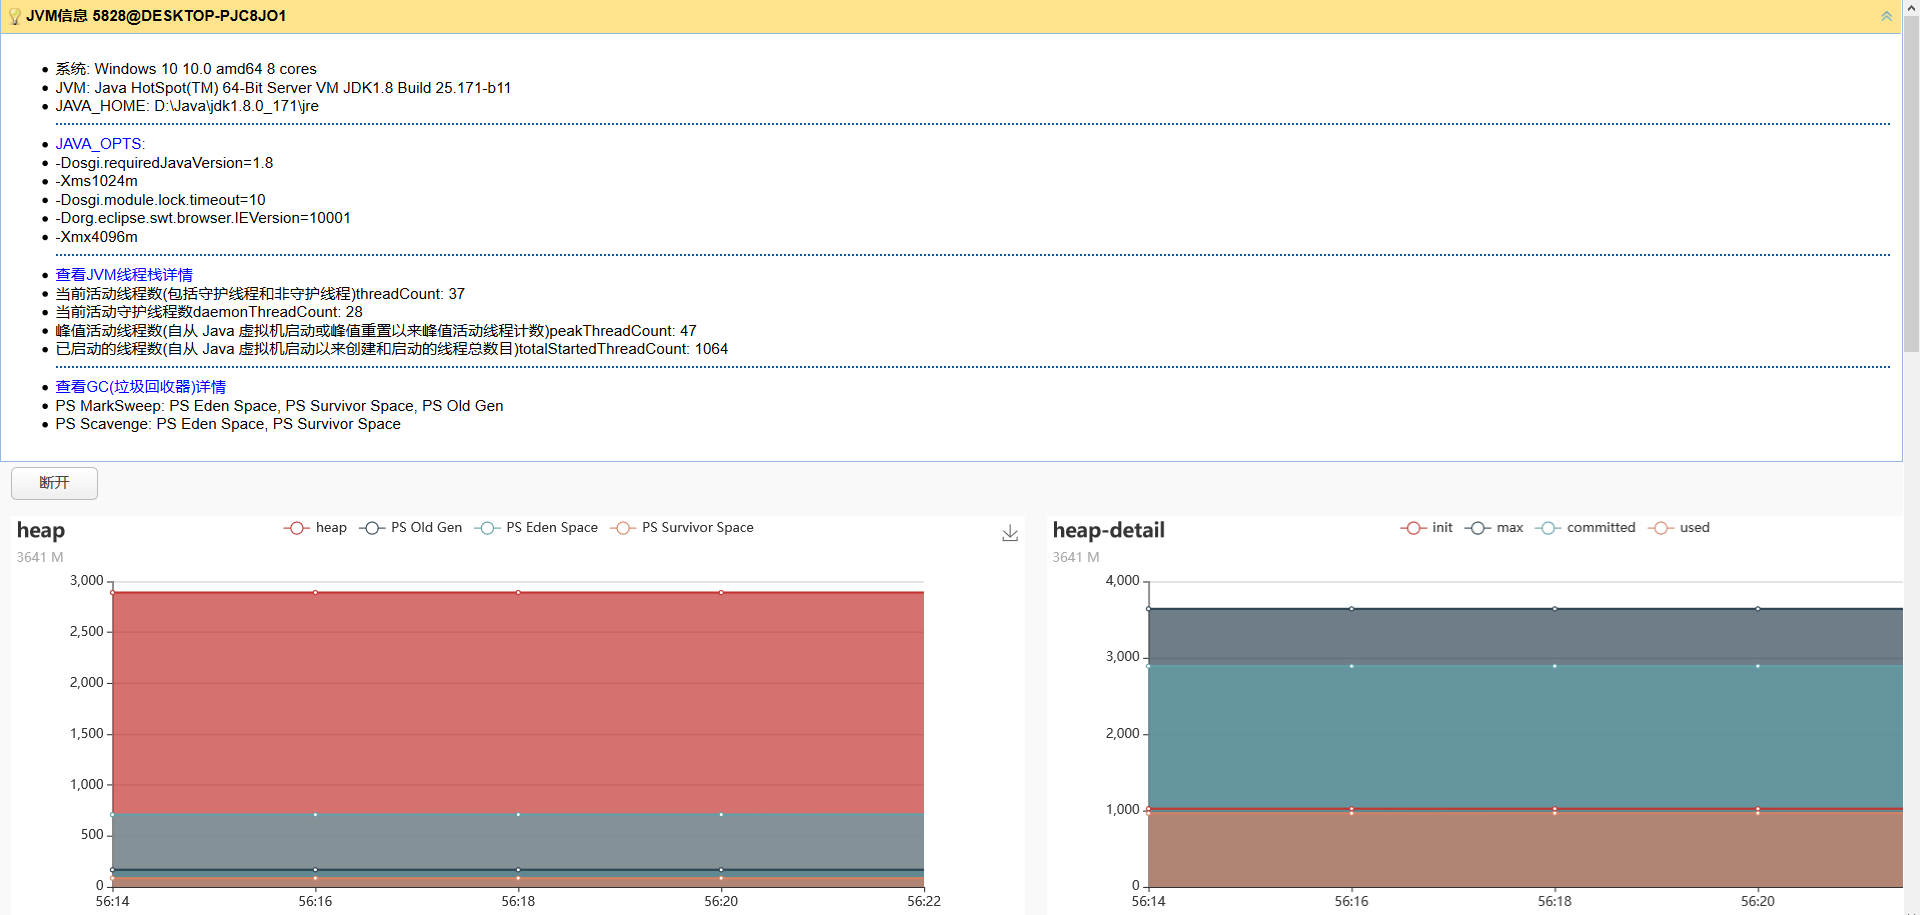 JVM信息 5828@DESKTOP-PJC8JO1
系统: Windows 10 10.0 amd64 8 cores
JVM: Java HotSpot(TM) 64-Bit Server VM JDK1.8 Build 25.171-b11
JAVA_HOME: D:\Java\jdk1.8.0_171\jre
JAVA_OPTS:
-Dosgi.requiredJavaVersion=1.8
-Xms1024m
-Dosgi.module.lock.timeout=10
-Dorg.eclipse.swt.browser.IEVersion=10001
-Xmx4096m
查看JVM线程栈详情
当前活动线程数(包括守护线程和非守护线程)threadCount: 37
当前活动守护线程数daemonThreadCount: 28
峰值活动线程数(自从 Java 虚拟机启动或峰值重置以来峰值活动线程计数)peakThreadCount: 47
已启动的线程数(自从 Java 虚拟机启动以来创建和启动的线程总数目)totalStartedThreadCount: 1064
查看GC(垃圾回收器)详情
PS MarkSweep: PS Eden Space, PS Survivor Space, PS Old Gen
PS Scavenge: PS Eden Space, PS Survivor Space
断开
heap
heap PS Old Gen PS Eden Space PS Survivor Space
3641 M
3,000
2,500
2,000
1,500
1,000
500
0
56:14 56:16 56:18 56:20 56:22
heap-detail
init max committed used
3641 M
4,000
3,000
2,000
1,000
0
56:14 56:16 56:18 56:20